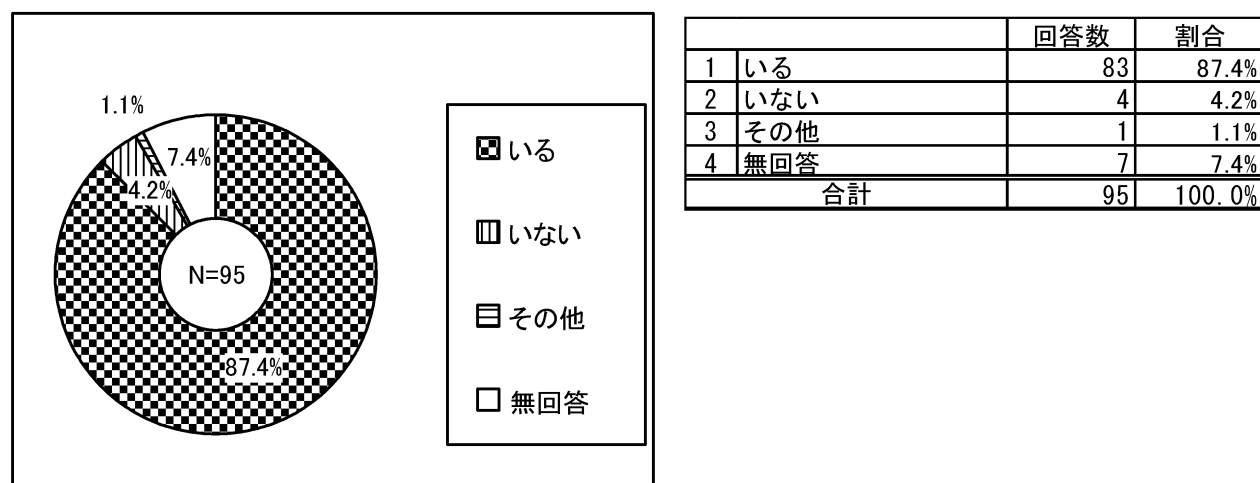 1.1%
7.4%
4.2%
N=95
87.4%
いる
いない
その他
無回答
回答数 割合
1 いる 83 87.4%
2 いない 4 4.2%
3 その他 1 1.1%
4 無回答 7 7.4%
合計 95 100.0%